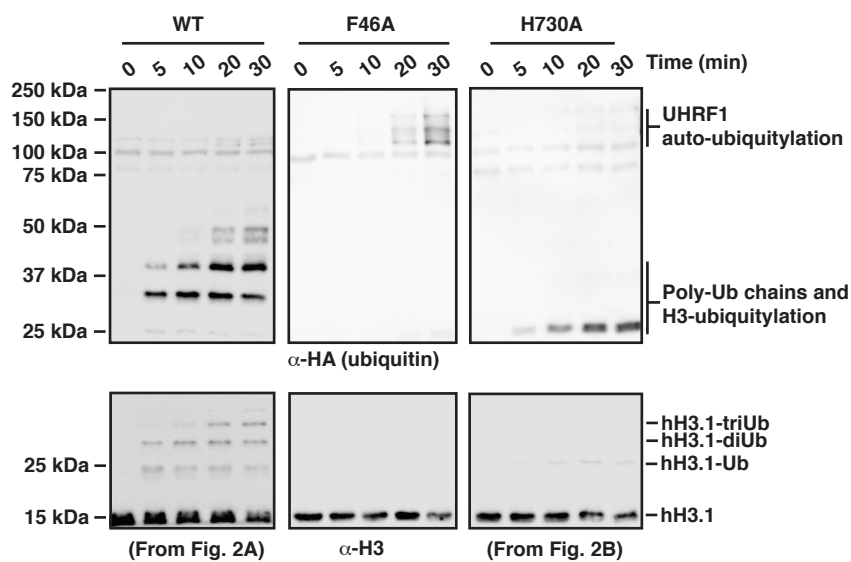 WT F46A H730A
0 5 10 20 30 0 5 10 20 30 0 5 10 20 30 Time (min)
250 kDa
150 kDa
100 kDa
75 kDa
50 kDa
37 kDa
25 kDa
UHRF1
auto-ubiquitylation
Poly-Ub chains and
H3-ubiquitylation
α-HA (ubiquitin)
25 kDa
15 kDa
hH3.1-triUb
hH3.1-diUb
hH3.1-Ub
hH3.1
(From Fig. 2A) α-H3 (From Fig. 2B)